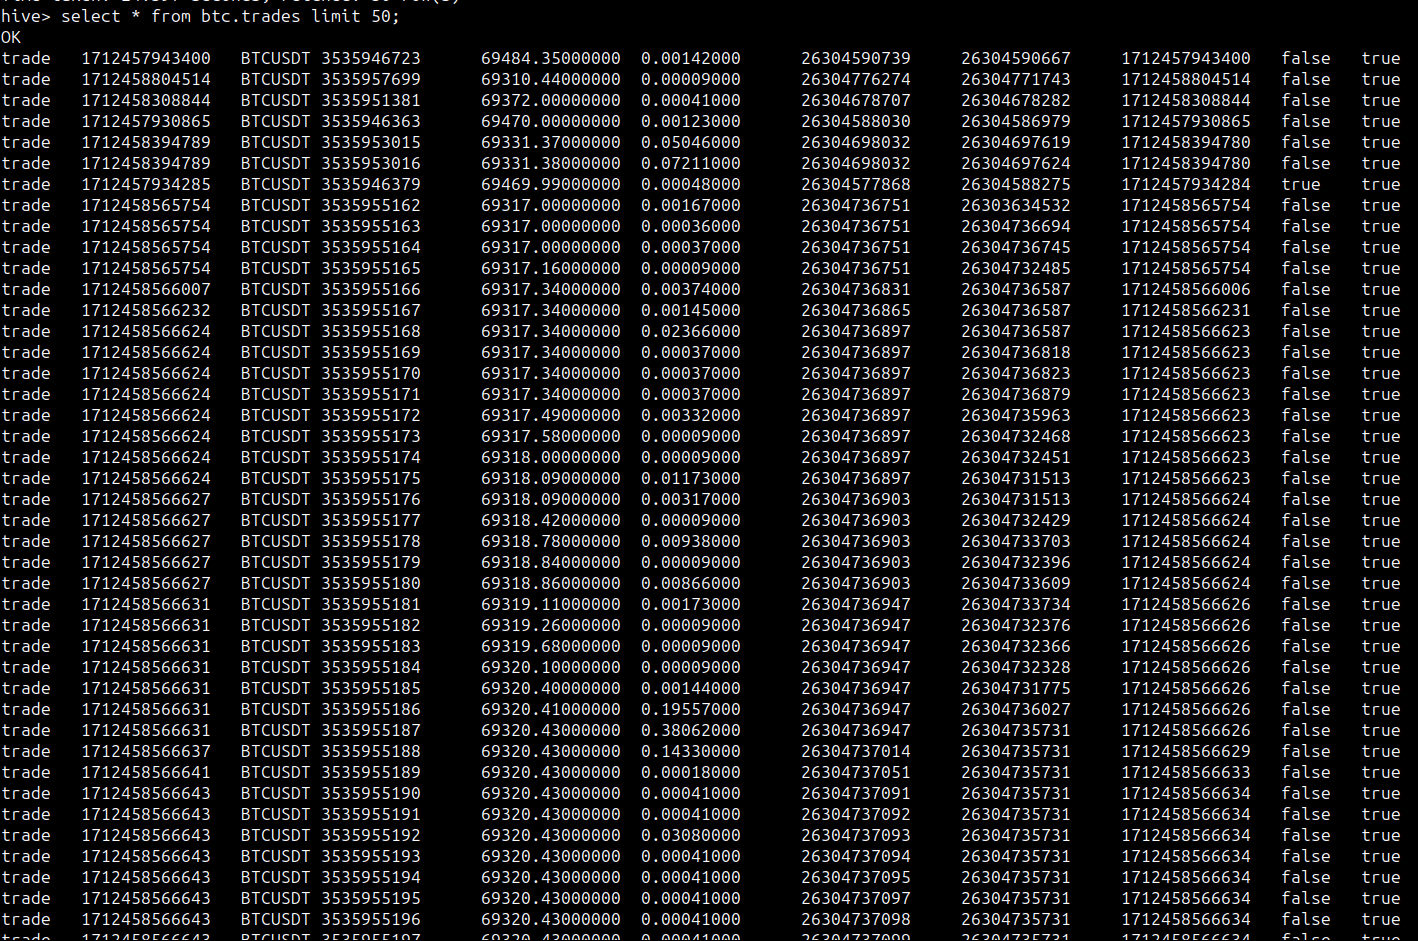 hive> select * from btc.trades limit 50;
OK
trade 1712457943400 BTCUSDT 3535946723 69484.35000000 0.00142000 26304590739 26304590667 1712457943400 false true
trade 1712458804514 BTCUSDT 3535957699 69310.44000000 0.00009000 26304776274 26304771743 1712458804514 false true
trade 1712458308844 BTCUSDT 3535951381 69372.00000000 0.00041000 26304678707 26304678282 1712458308844 false true
trade 1712457930865 BTCUSDT 3535946363 69470.00000000 0.00123000 26304588030 26304586979 1712457930865 false true
trade 1712458394789 BTCUSDT 3535953015 69331.37000000 0.05046000 26304698032 26304697619 1712458394780 false true
trade 1712458394789 BTCUSDT 3535953016 69331.38000000 0.07211000 26304698032 26304697624 1712458394780 false true
trade 1712457934285 BTCUSDT 3535946379 69469.99000000 0.00048000 26304577868 26304588275 1712457934284 true true
trade 1712458565754 BTCUSDT 3535955162 69317.00000000 0.00167000 26304736751 26303634532 1712458565754 false true
trade 1712458565754 BTCUSDT 3535955163 69317.00000000 0.00036000 26304736751 26304736694 1712458565754 false true
trade 1712458565754 BTCUSDT 3535955164 69317.00000000 0.00037000 26304736751 26304736745 1712458565754 false true
trade 1712458565754 BTCUSDT 3535955165 69317.16000000 0.00009000 26304736751 26304732485 1712458565754 false true
trade 1712458566007 BTCUSDT 3535955166 69317.34000000 0.00374000 26304736831 26304736587 1712458566006 false true
trade 1712458566232 BTCUSDT 3535955167 69317.34000000 0.00145000 26304736865 26304736587 1712458566231 false true
trade 1712458566624 BTCUSDT 3535955168 69317.34000000 0.02366000 26304736897 26304736587 1712458566623 false true
trade 1712458566624 BTCUSDT 3535955169 69317.34000000 0.00037000 26304736897 26304736818 1712458566623 false true
trade 1712458566624 BTCUSDT 3535955170 69317.34000000 0.00037000 26304736897 26304736823 1712458566623 false true
trade 1712458566624 BTCUSDT 3535955171 69317.34000000 0.00037000 26304736897 26304736879 1712458566623 false true
trade 1712458566624 BTCUSDT 3535955172 69317.49000000 0.00332000 26304736897 26304735963 1712458566623 false true
trade 1712458566624 BTCUSDT 3535955173 69317.58000000 0.00009000 26304736897 26304732468 1712458566623 false true
trade 1712458566624 BTCUSDT 3535955174 69318.00000000 0.00009000 26304736897 26304732451 1712458566623 false true
trade 1712458566624 BTCUSDT 3535955175 69318.09000000 0.01173000 26304736897 26304731513 1712458566623 false true
trade 1712458566627 BTCUSDT 3535955176 69318.09000000 0.00317000 26304736903 26304731513 1712458566624 false true
trade 1712458566627 BTCUSDT 3535955177 69318.42000000 0.00009000 26304736903 26304732429 1712458566624 false true
trade 1712458566627 BTCUSDT 3535955178 69318.78000000 0.00938000 26304736903 26304733703 1712458566624 false true
trade 1712458566627 BTCUSDT 3535955179 69318.84000000 0.00009000 26304736903 26304732396 1712458566624 false true
trade 1712458566627 BTCUSDT 3535955180 69318.86000000 0.00866000 26304736903 26304733609 1712458566624 false true
trade 1712458566631 BTCUSDT 3535955181 69319.11000000 0.00173000 26304736947 26304733734 1712458566626 false true
trade 1712458566631 BTCUSDT 3535955182 69319.26000000 0.00009000 26304736947 26304732376 1712458566626 false true
trade 1712458566631 BTCUSDT 3535955183 69319.68000000 0.00009000 26304736947 26304732366 1712458566626 false true
trade 1712458566631 BTCUSDT 3535955184 69320.10000000 0.00009000 26304736947 26304732328 1712458566626 false true
trade 1712458566631 BTCUSDT 3535955185 69320.40000000 0.00144000 26304736947 26304731775 1712458566626 false true
trade 1712458566631 BTCUSDT 3535955186 69320.41000000 0.19557000 26304736947 26304736027 1712458566626 false true
trade 1712458566631 BTCUSDT 3535955187 69320.43000000 0.38062000 26304736947 26304735731 1712458566626 false true
trade 1712458566637 BTCUSDT 3535955188 69320.43000000 0.14330000 26304737014 26304735731 1712458566629 false true
trade 1712458566641 BTCUSDT 3535955189 69320.43000000 0.00018000 26304737051 26304735731 1712458566633 false true
trade 1712458566643 BTCUSDT 3535955190 69320.43000000 0.00041000 26304737091 26304735731 1712458566634 false true
trade 1712458566643 BTCUSDT 3535955191 69320.43000000 0.00041000 26304737092 26304735731 1712458566634 false true
trade 1712458566643 BTCUSDT 3535955192 69320.43000000 0.03080000 26304737093 26304735731 1712458566634 false true
trade 1712458566643 BTCUSDT 3535955193 69320.43000000 0.00041000 26304737094 26304735731 1712458566634 false true
trade 1712458566643 BTCUSDT 3535955194 69320.43000000 0.00041000 26304737095 26304735731 1712458566634 false true
trade 1712458566643 BTCUSDT 3535955195 69320.43000000 0.00041000 26304737097 26304735731 1712458566634 false true
trade 1712458566643 BTCUSDT 3535955196 69320.43000000 0.00041000 26304737098 26304735731 1712458566634 false true